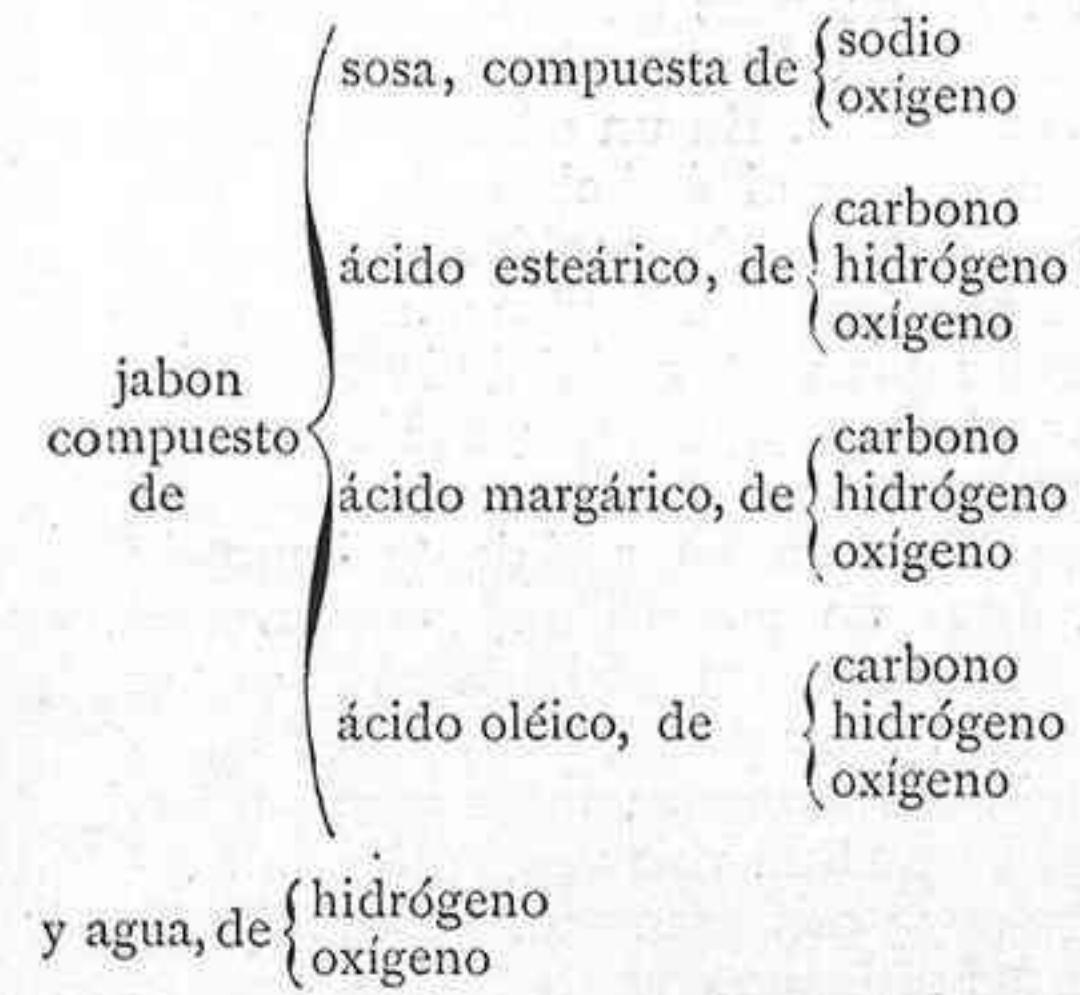 jabon
compuesto
de
sosa, compuesta de
sodio
oxígeno
ácido esteárico, de
carbono
hidrógeno
oxígeno
ácido margárico, de
carbono
hidrógeno
oxígeno
ácido oléico, de
carbono
hidrógeno
oxígeno
y agua, de
hidrógeno
oxígeno